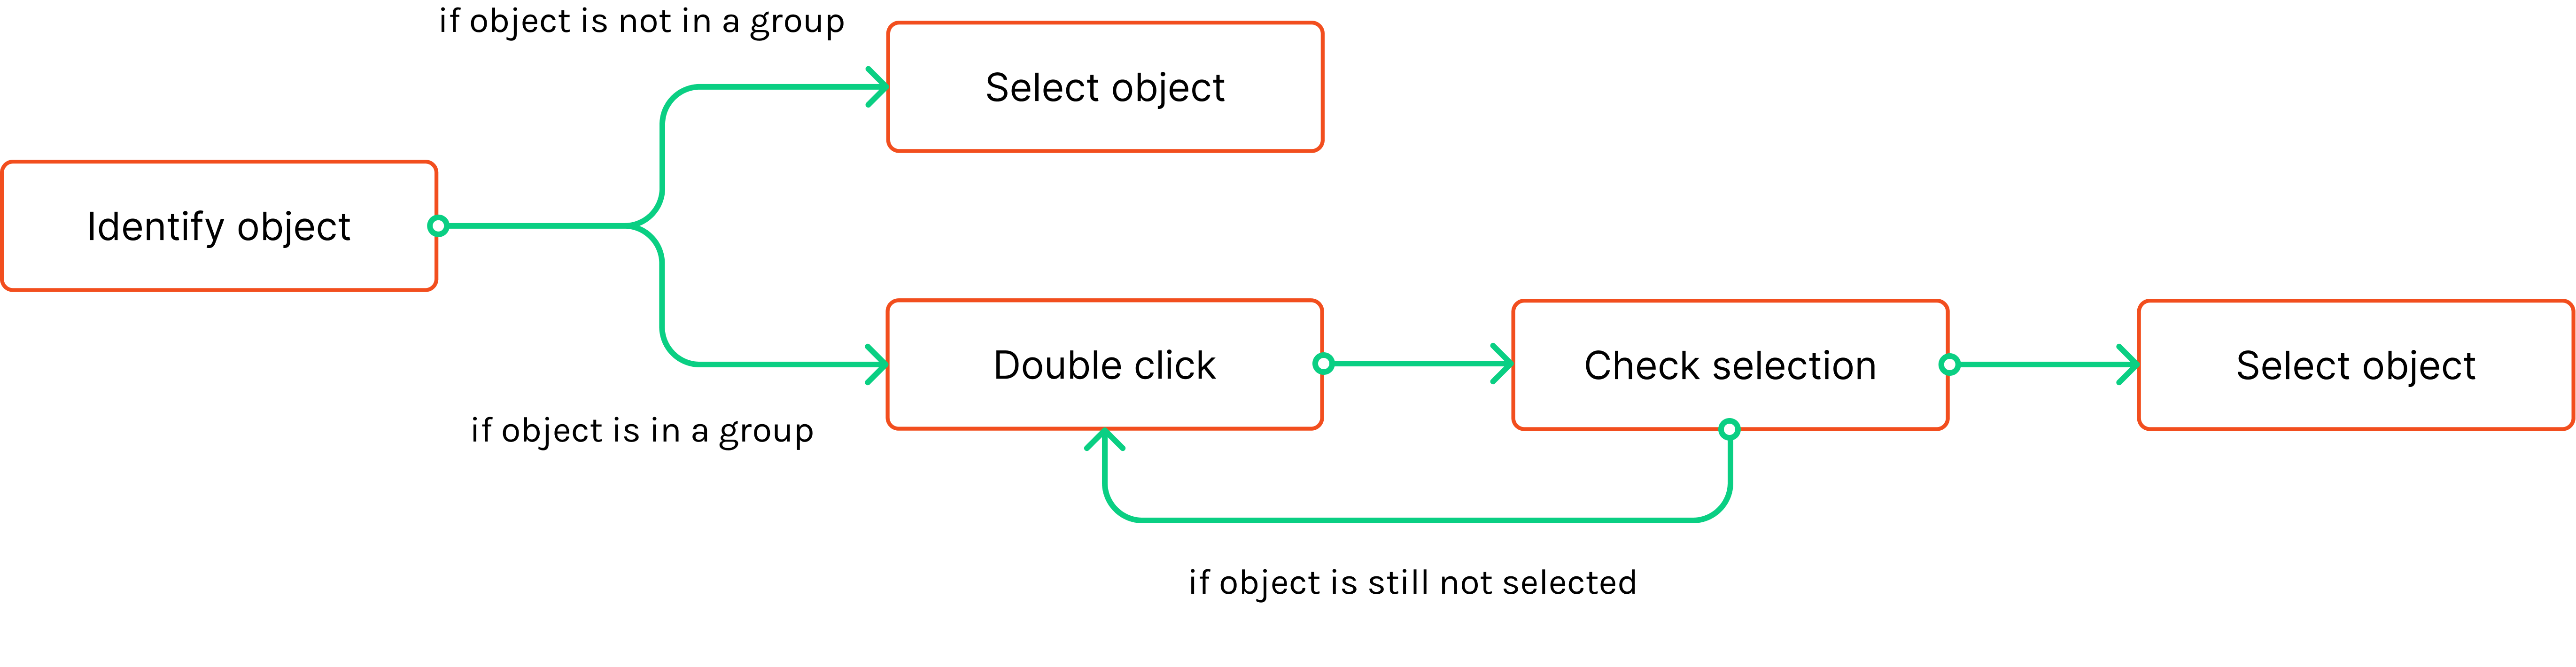 if object is not in a group
Select object
Identify object
Double click
Check selection
Select object
if object is in a group
if object is still not selected